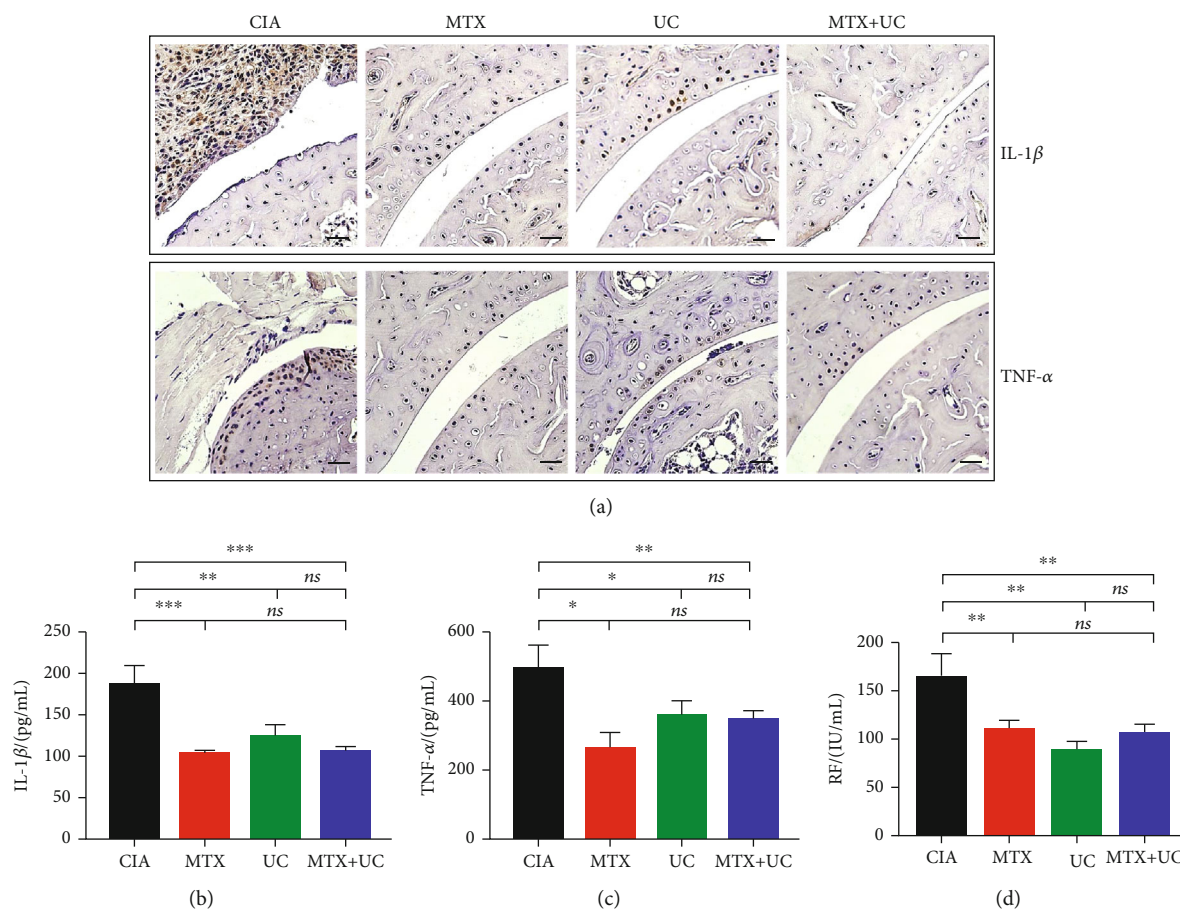 CIA MTX UC MTX+UC
IL-1β
TNF-α
(a)
***
** ns
*** ns
250
200
150
100
50
0
IL-1β/(pg/mL)
CIA MTX UC MTX+UC
(b)
**
* ns
* ns
600
400
200
0
TNF-α/(pg/mL)
CIA MTX UC MTX+UC
(c)
**
** ns
** ns
150
100
50
0
RF/(IU/mL)
CIA MTX UC MTX+UC
(d)